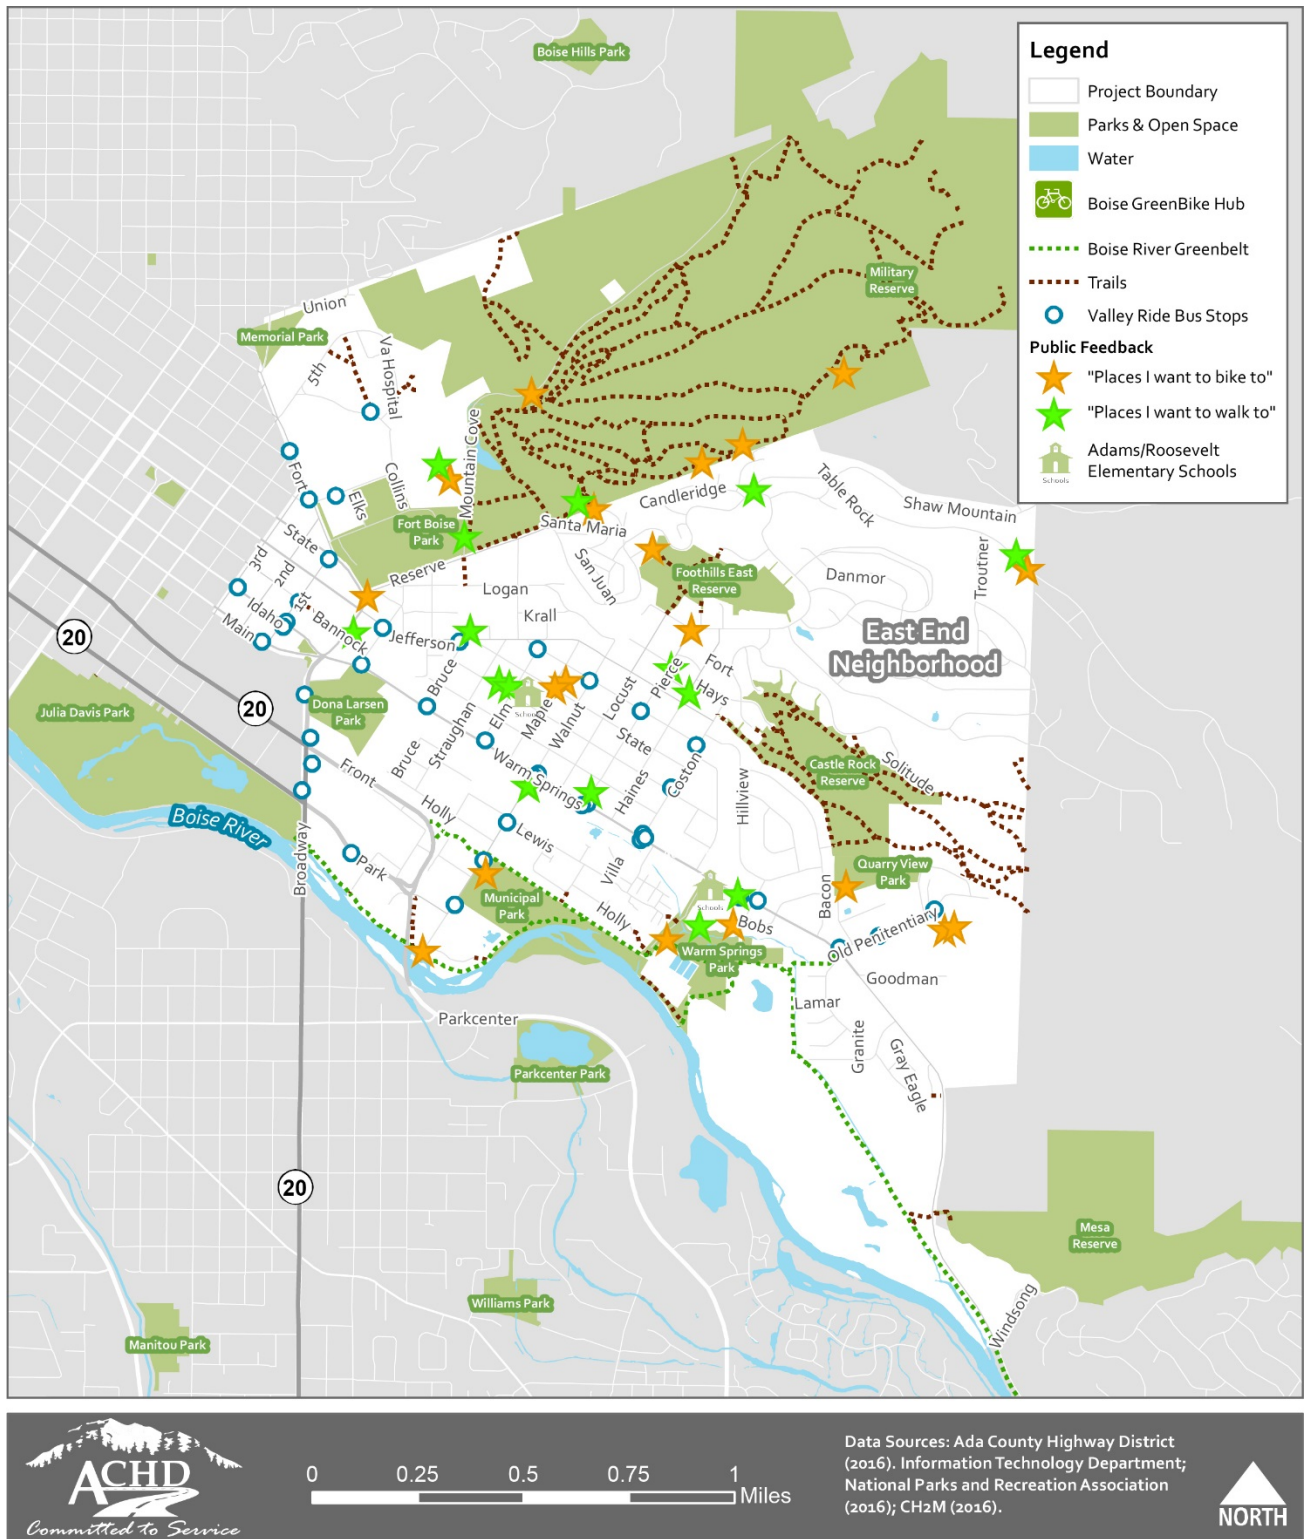 Boise Hills Park
Legend
Project Boundary
Parks & Open Space
Water
Boise GreenBike Hub
Boise River Greenbelt
Trails
Valley Ride Bus Stops
Public Feedback
"Places I want to bike to"
"Places I want to walk to"
Adams/Roosevelt
Elementary Schools
Schools
Military
Reserve
Union
Memorial Park
5th
Va Hospital
Mountain Cove
Collins
Elks
Fort
Fort Boise
Park
Candleridge
Santa Maria
Table Rock
Shaw Mountain
Troutner
State
Reserve
3rd
2nd
1st
Idaho
Main
Bannock
Jefferson
Logan
Krall
San Juan
Foothills East
Reserve
Danmor
East End
Neighborhood
20
20
Julia Davis Park
Dona Larsen
Park
Bruce
Bruce
Straughan
Elm
Schools
Maple
Walnut
Locust
Pierce
Fort
Hays
State
Warm Springs
Haines
Coston
Hillview
Castle Rock
Reserve
Solitude
Front
Holly
Lewis
Villa
Boise River
Broadway
Park
Municipal
Park
Holly
Schools
Bobs
Bacon
Quarry View
Park
Old Penitentiary
Warm Springs
Park
Goodman
Lamar
Granite
Gray Eagle
Parkcenter
Parkcenter Park
20
Mesa
Reserve
Williams Park
Manitou Park
Windsong
ACHD
Committed to Service
0 0.25 0.5 0.75 1
Miles
Data Sources: Ada County Highway District
(2016). Information Technology Department;
National Parks and Recreation Association
(2016); CH2M (2016).
NORTH